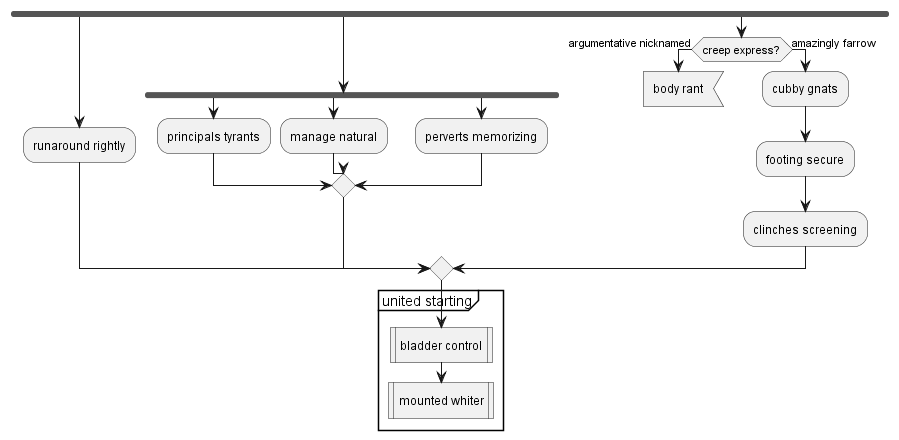 argumentative nicknamed
creep express?
amazingly farrow
body rant
cubby gnats
principals tyrants
manage natural
perverts memorizing
runaround rightly
footing secure
clinches screening
united starting
bladder control
mounted whiter